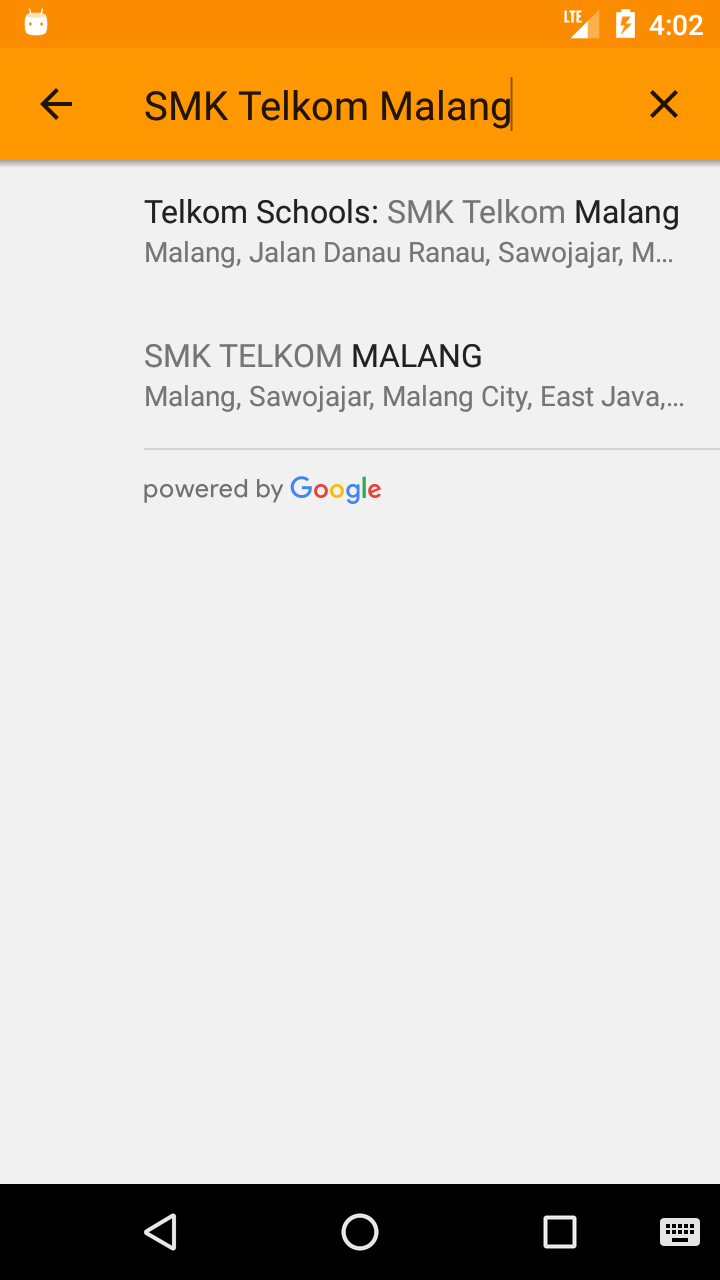 LTE 4:02
SMK Telkom Malang
Telkom Schools: SMK Telkom Malang
Malang, Jalan Danau Ranau, Sawojajar, M...
SMK TELKOM MALANG
Malang, Sawojajar, Malang City, East Java,...
powered by Google